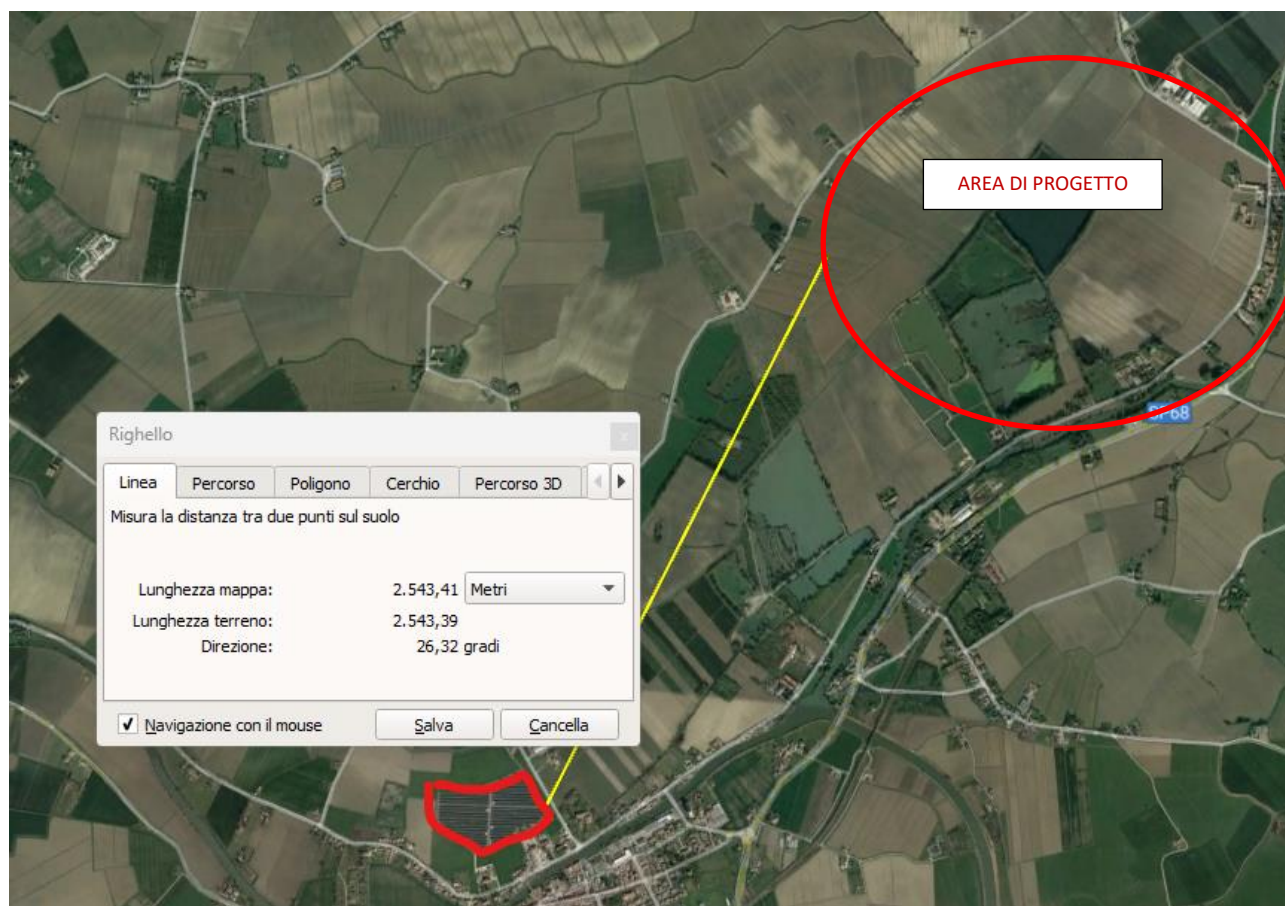 AREA DI PROGETTO
SP68
Righello
Linea Percorso Poligono Cerchio Percorso 3D
Misura la distanza tra due punti sul suolo
Lunghezza mappa: 2.543,41 Metri
Lunghezza terreno: 2.543,39
Direzione: 26,32 gradi
Navigazione con il mouse Salva Cancella